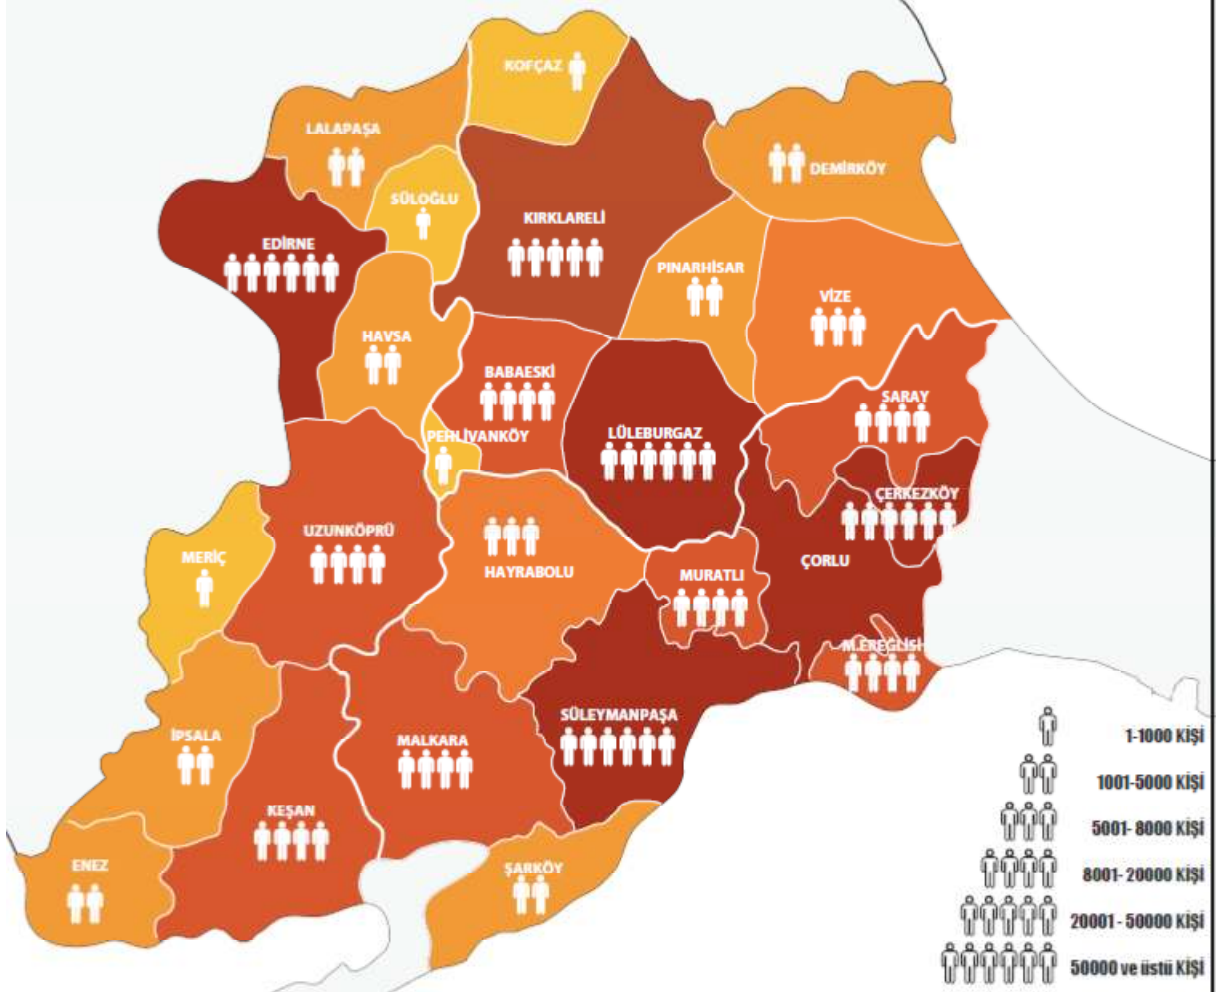 KOFÇAZ
LALAPAŞA
DEMİRKÖY
SÜLOĞLU
KIRKLARELİ
EDİRNE
PINARHİSAR
VİZE
HAVSA
BABAESKİ
SARAY
LÜLEBURGAZ
PEHLİVANKÖY
ÇERKEZKÖY
UZUNKÖPRÜ
MERİÇ
ÇORLU
HAYRABOLU
MURATLI
M.EREĞLİSİ
SÜLEYMANPAŞA
İPSALA
MALKARA
KEŞAN
ENEZ
ŞARKÖY
1-1000 KİŞİ
1001-5000 KİŞİ
5001- 8000 KİŞİ
8001- 20000 KİŞİ
20001 - 50000 KİŞİ
50000 ve üstü KİŞİ